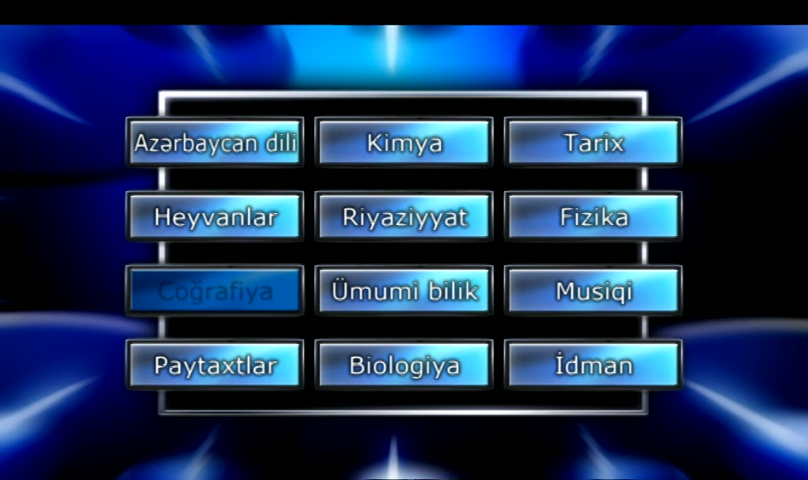 Azərbaycan dili Kimya Tarix
Heyvanlar Riyaziyyat Fizika
Coğrafiya Ümumi bilik Musiqi
Paytaxtlar Biologiya İdman